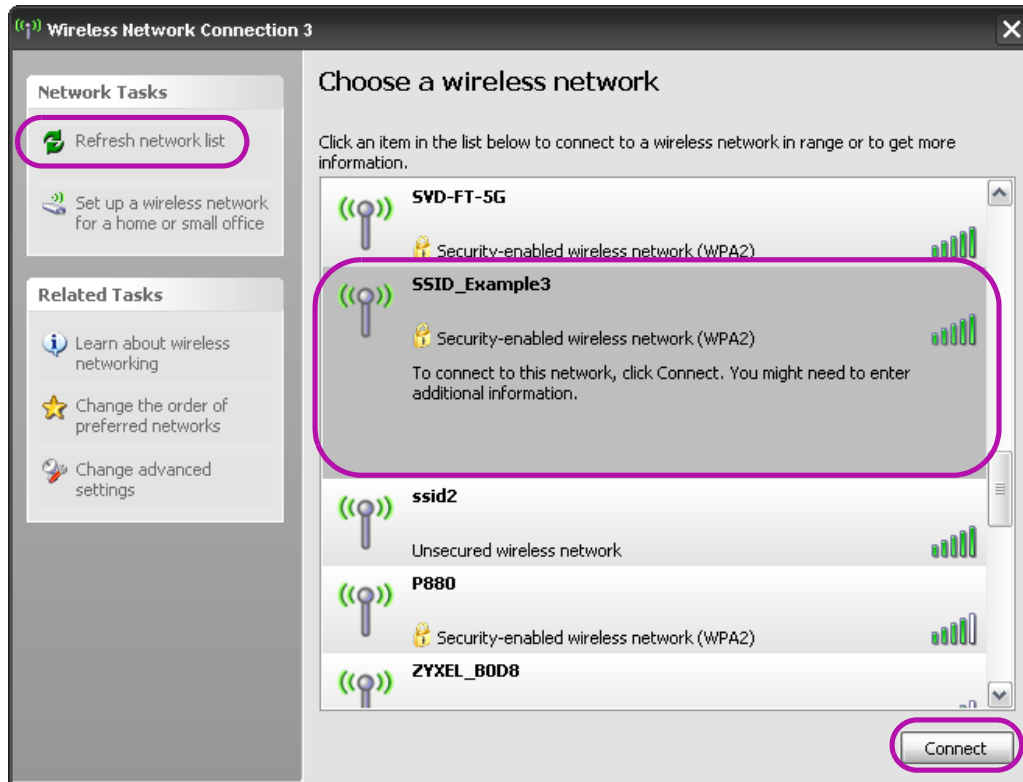 Wireless Network Connection 3
Network Tasks
Refresh network list
Set up a wireless network
for a home or small office
Related Tasks
Learn about wireless
networking
Change the order of
preferred networks
Change advanced
settings
Choose a wireless network
Click an item in the list below to connect to a wireless network in range or to get more
information.
SVD-FT-5G
Security-enabled wireless network (WPA2)
SSID_Example3
Security-enabled wireless network (WPA2)
To connect to this network, click Connect. You might need to enter
additional information.
ssid2
Unsecured wireless network
P880
Security-enabled wireless network (WPA2)
ZYXEL_B0D8
Connect